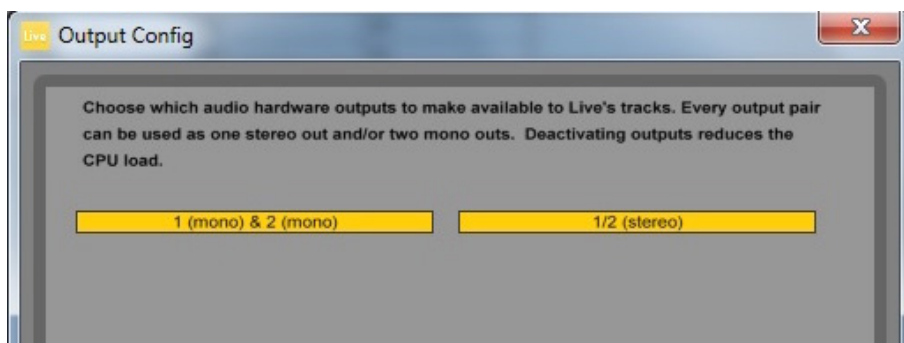 Live Output Config
Choose which audio hardware outputs to make available to Live's tracks. Every output pair
can be used as one stereo out and/or two mono outs. Deactivating outputs reduces the
CPU load.
1 (mono) & 2 (mono) 1/2 (stereo)